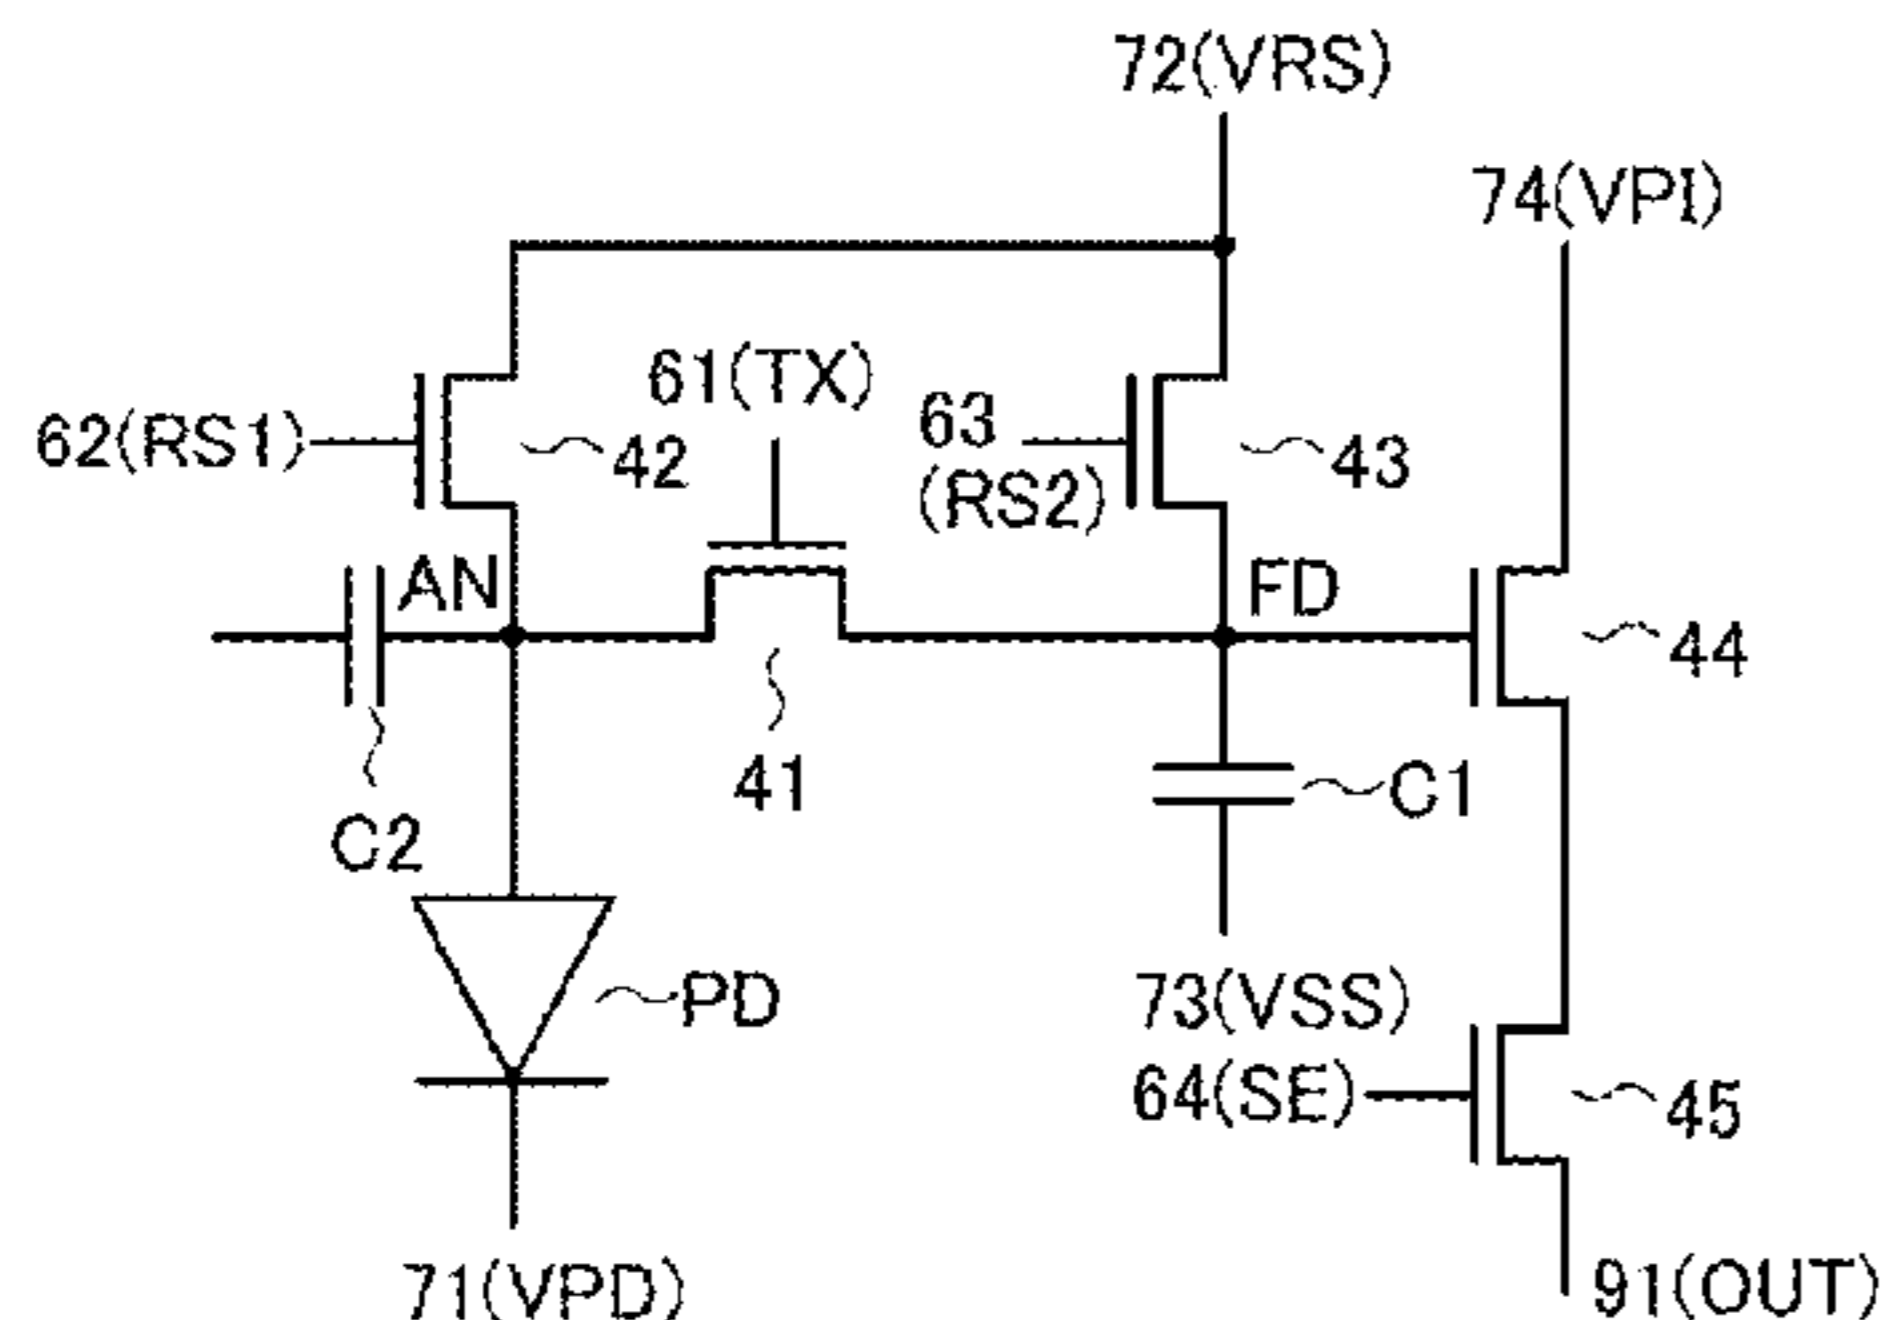 72(VRS)
74(VPI)
61(TX)
62(RS1)
42
63
(RS2)
43
AN
FD
44
41
C1
C2
PD
73(VSS)
64(SE)
45
71(VPD)
91(OUT)